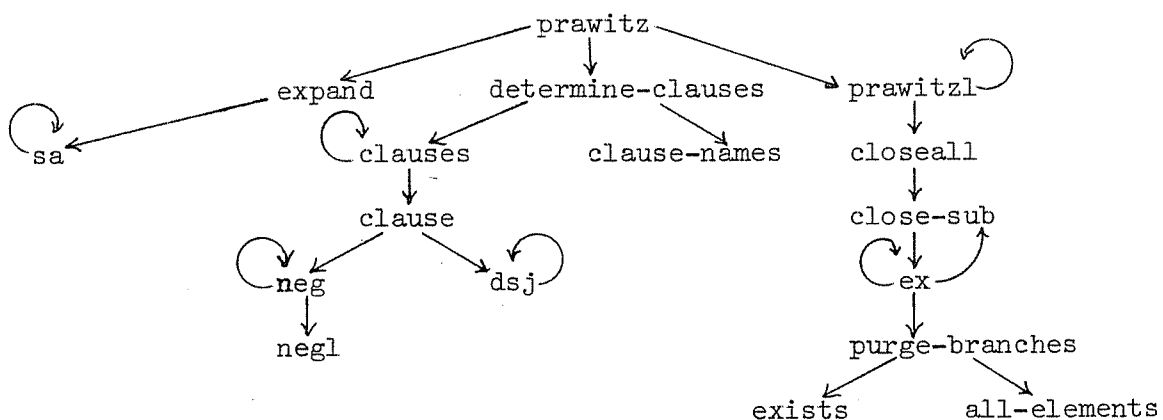 prawitz
expand determine-clauses prawitzl
sa clauses clause-names closeall
clause close-sub
neg dsj ex
negl purge-branches
exists all-elements